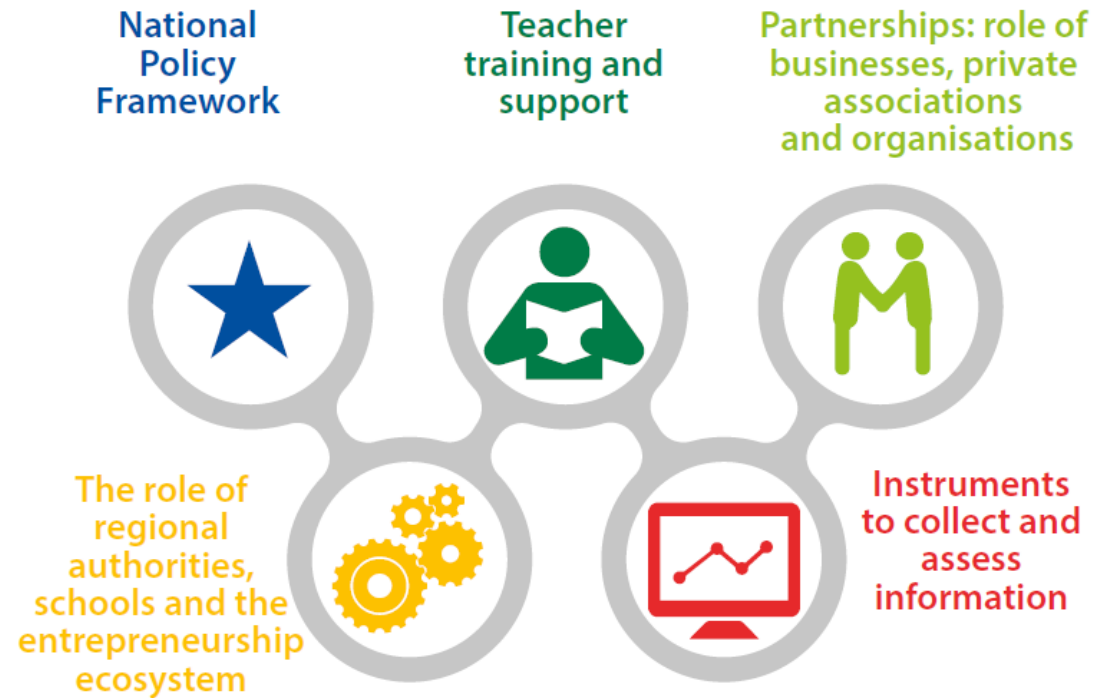 National
Policy
Framework
Teacher
training and
support
Partnerships: role of
businesses, private
associations
and organisations
The role of
regional
authorities,
schools and the
entrepreneurship
ecosystem
Instruments
to collect and
assess
information